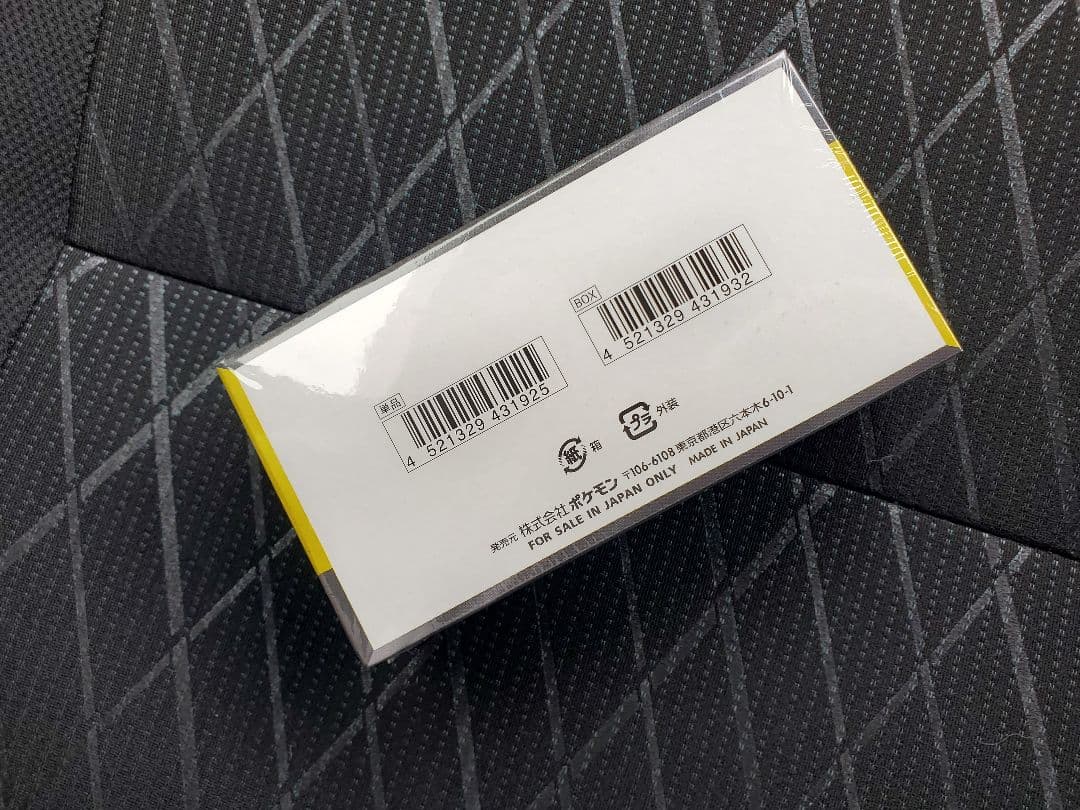 単品
4 521329 431925
BOX
4 521329 431932
紙 箱
プラ 外装
発売元 株式会社ポケモン 〒106-6108 東京都港区六本木6-10-1
FOR SALE IN JAPAN ONLY MADE IN JAPAN